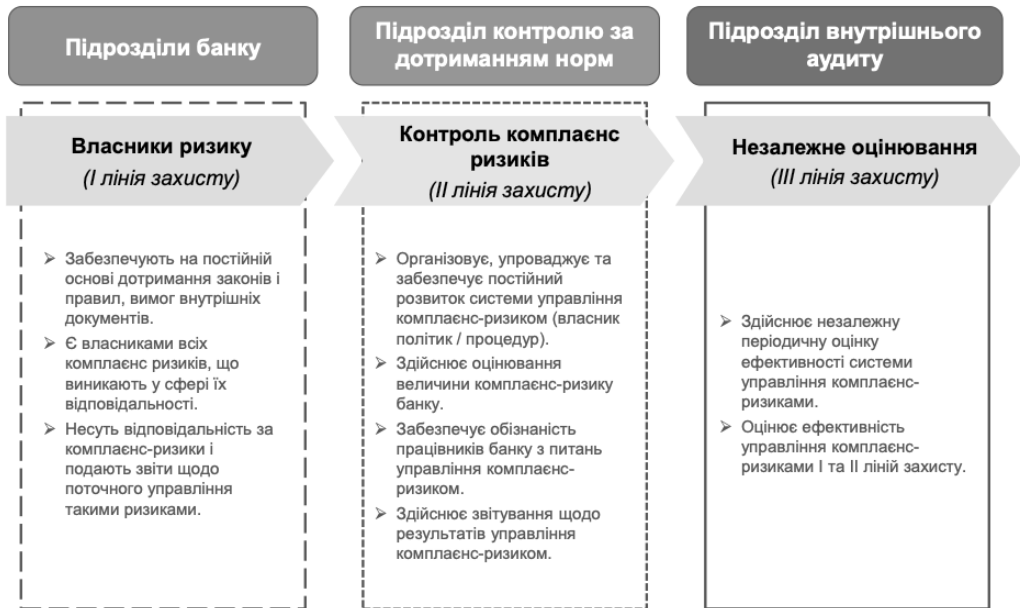 Підрозділи банку
Підрозділ контролю за
дотриманням норм
Підрозділ внутрішнього
аудиту
Власники ризику
(І лінія захисту)
Контроль комплаєнс
ризиків
(ІІ лінія захисту)
Незалежне оцінювання
(ІІІ лінія захисту)
➢ Забезпечують на постійній
основі дотримання законів і
правил, вимог внутрішніх
документів.
➢ Є власниками всіх
комплаєнс ризиків, що
виникають у сфері їх
відповідальності.
➢ Несуть відповідальність за
комплаєнс-ризики і
подають звіти щодо
поточного управління
такими ризиками.
➢ Організовує, упроваджує та
забезпечує постійний
розвиток системи управління
комплаєнс-ризиком (власник
політик / процедур).
➢ Здійснює оцінювання
величини комплаєнс-ризику
банку.
➢ Забезпечує обізнаність
працівників банку з питань
управління комплаєнс-
ризиком.
➢ Здійснює звітування щодо
результатів управління
комплаєнс-ризиком.
➢ Здійснює незалежну
періодичну оцінку
ефективності системи
управління комплаєнс-
ризиками.
➢ Оцінює ефективність
управління комплаєнс-
ризиками І та ІІ ліній захисту.